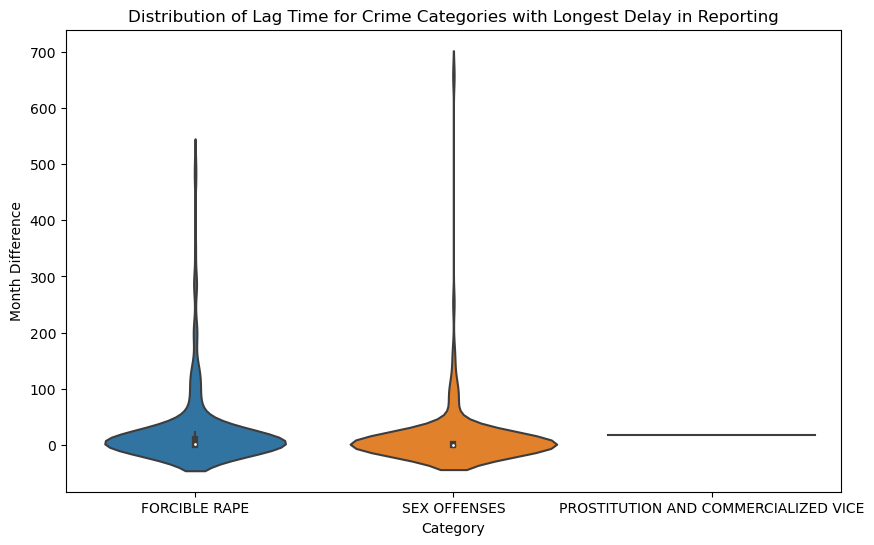 Distribution of Lag Time for Crime Categories with Longest Delay in Reporting
700
600
500
400
300
200
100
0
Month Difference
FORCIBLE RAPE
SEX OFFENSES
PROSTITUTION AND COMMERCIALIZED VICE
Category